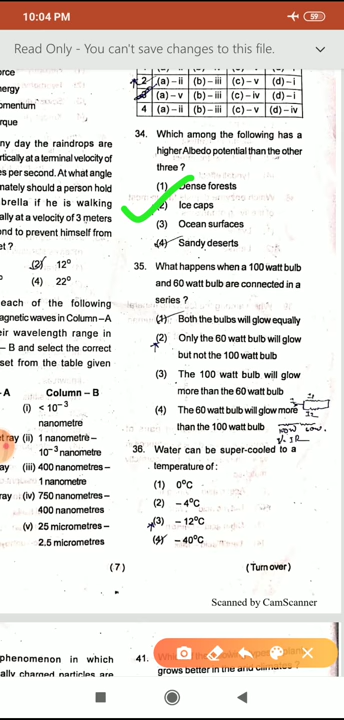 10:04 PM
59
Read Only - You can't save changes to this file.
2 (a)–ii (b)–iii (c)–v (d)–i
3 (a)–v (b)–iii (c)–iv (d)–i
4 (a)–ii (b)–iii (c)–v (d)–iv
orce
nergy
omentum
rque
ny day the raindrops are
rtically at a terminal velocity of
es per second. At what angle
nately should a person hold
brella if he is walking
ally at a velocity of 3 meters
ond to prevent himself from
et ?
(2) 12°
(4) 22°
each of the following
agnetic waves in Column–A
eir wavelength range in
– B and select the correct
set from the table given
– A Column – B
(i) < 10⁻³
nanometre
t ray (ii) 1 nanometre –
10⁻³ nanometre
ay (iii) 400 nanometres –
1 nanometre
ray (iv) 750 nanometres –
400 nanometres
(v) 25 micrometres –
2.5 micrometres
34. Which among the following has a
higher Albedo potential than the other
three ?
(1) Dense forests
(2) Ice caps
(3) Ocean surfaces
(4) Sandy deserts
35. What happens when a 100 watt bulb
and 60 watt bulb are connected in a
series ?
(1) Both the bulbs will glow equally
(2) Only the 60 watt bulb will glow
but not the 100 watt bulb
(3) The 100 watt bulb will glow
more than the 60 watt bulb
(4) The 60 watt bulb will glow more
than the 100 watt bulb
V= IR
36. Water can be super-cooled to a
temperature of :
(1) 0°C
(2) – 4°C
(3) – 12°C
(4) – 40°C
(7) (Turn over)
Scanned by CamScanner
phenomenon in which
ally charged particles are
41.
grows better in the arid climates ?